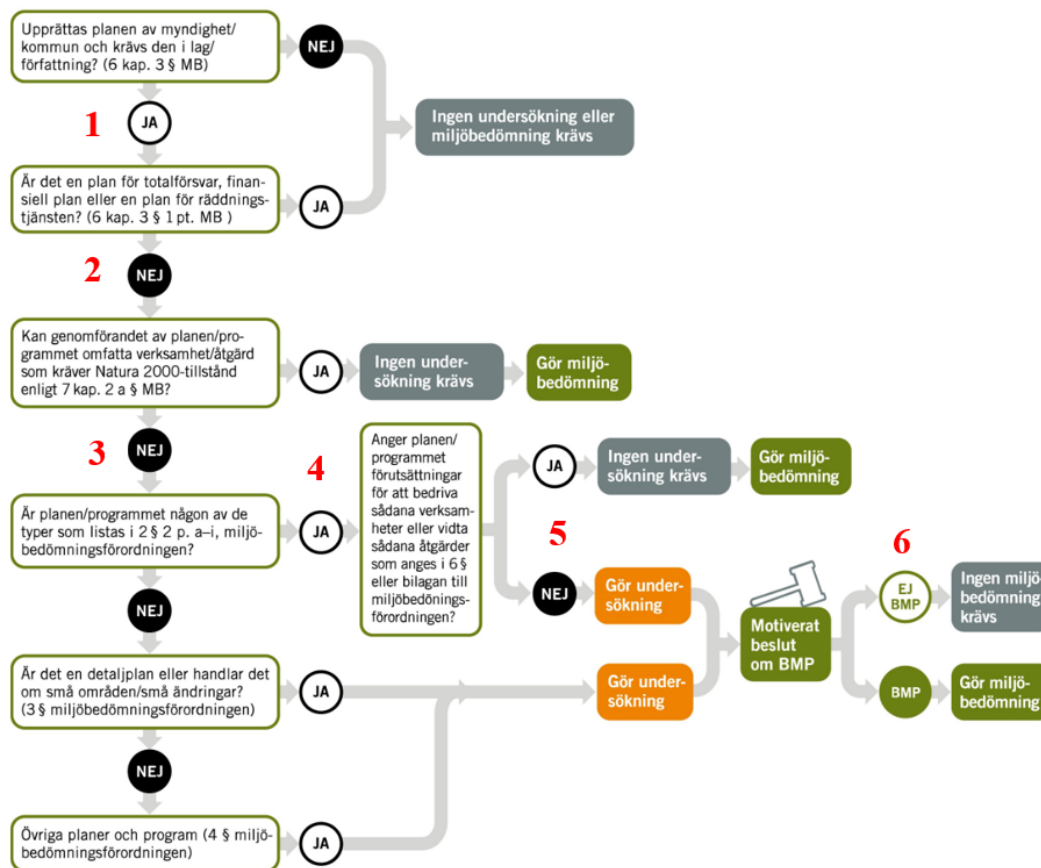 Upprättas planen av myndighet/
kommun och krävs den i lag/
författning? (6 kap. 3 § MB)
NEJ
1
JA
Ingen undersökning eller
miljöbedömning krävs
Är det en plan för totalförsvar, finan-
siell plan eller en plan för räddnings-
tjänsten? (6 kap. 3 § 1 pt. MB )
JA
2
NEJ
Kan genomförandet av planen/pro-
grammet omfatta verksamhet/åtgärd
som kräver Natura 2000-tillstånd
enligt 7 kap. 2 a § MB?
JA
Ingen under-
sökning krävs
Gör miljö-
bedömning
3
NEJ
Är planen/programmet någon av de
typer som listas i 2 § 2 p. a–i, miljö-
bedömningsförordningen?
4
JA
Anger planen/
programmet
förutsättningar
för att bedriva
sådana verksam-
heter eller vidta
sådana åtgärder
som anges i 6 §
eller bilagan till
miljöbedönings-
förordningen?
JA
Ingen under-
sökning krävs
Gör miljö-
bedömning
5
NEJ
Gör under-
sökning
Motiverat
beslut
om BMP
6
EJ
BMP
Ingen miljö-
bedömning
krävs
BMP
Gör miljö-
bedömning
NEJ
Är det en detaljplan eller handlar det
om små områden/små ändringar?
(3 § miljöbedömningsförordningen)
JA
Gör under-
sökning
NEJ
Övriga planer och program (4 § miljö-
bedömningsförordningen)
JA